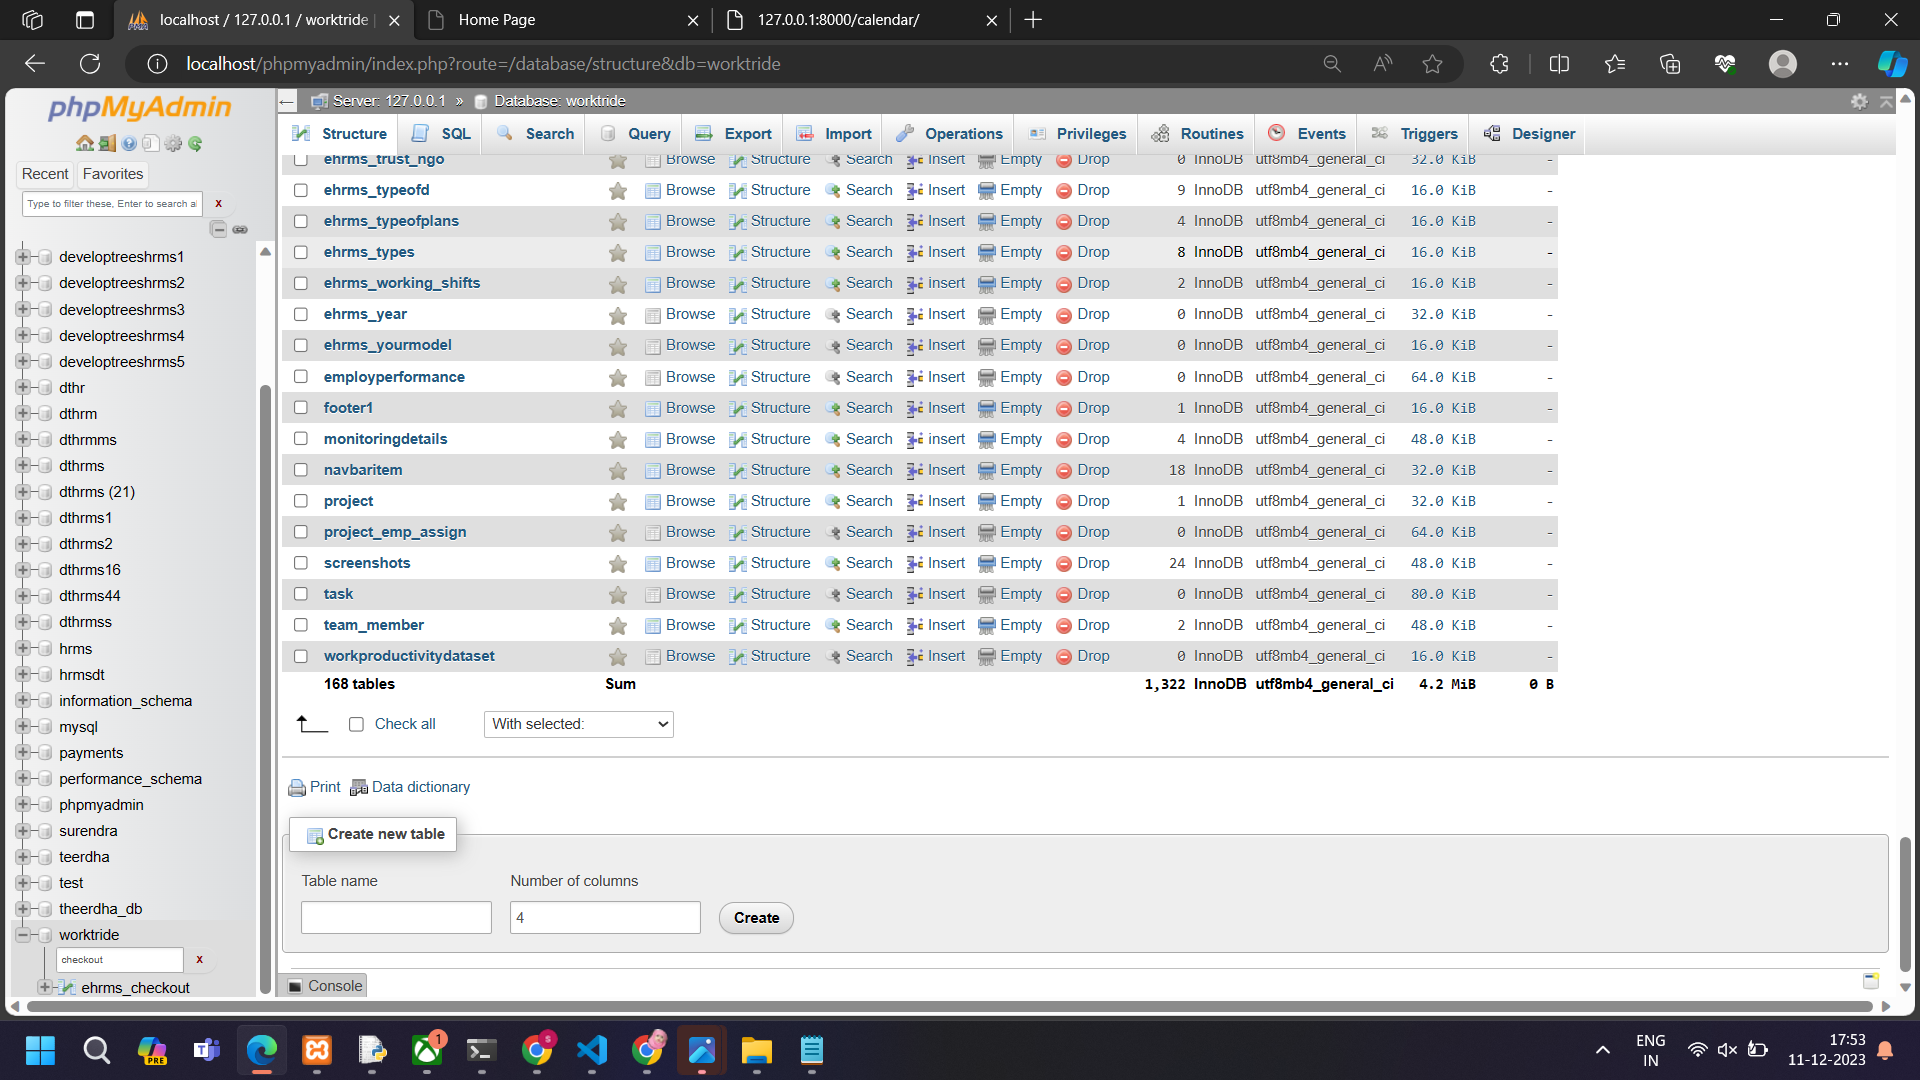 localhost / 127.0.0.1 / worktride
Home Page
127.0.0.1:8000/calendar/
localhost/phpmyadmin/index.php?route=/database/structure&db=worktride
phpMyAdmin
Recent
Favorites
Type to filter these, Enter to search al
X
developtreeshrms1
developtreeshrms2
developtreeshrms3
developtreeshrms4
developtreeshrms5
dthr
dthrm
dthrmms
dthrms
dthrms (21)
dthrms1
dthrms2
dthrms16
dthrms44
dthrmss
hrms
hrmsdt
information_schema
mysql
payments
performance_schema
phpmyadmin
surendra
teerdha
test
theerdha_db
worktride
checkout
X
ehrms_checkout
Server: 127.0.0.1 » Database: worktride
Structure SQL Search Query Export Import Operations Privileges Routines Events Triggers Designer
ehrms_trust_ngo Browse Structure Search Insert Empty Drop 0 InnoDB utf8mb4_general_ci 32.0 KiB -
ehrms_typeofd Browse Structure Search Insert Empty Drop 9 InnoDB utf8mb4_general_ci 16.0 KiB -
ehrms_typeofplans Browse Structure Search Insert Empty Drop 4 InnoDB utf8mb4_general_ci 16.0 KiB -
ehrms_types Browse Structure Search Insert Empty Drop 8 InnoDB utf8mb4_general_ci 16.0 KiB -
ehrms_working_shifts Browse Structure Search Insert Empty Drop 2 InnoDB utf8mb4_general_ci 16.0 KiB -
ehrms_year Browse Structure Search Insert Empty Drop 0 InnoDB utf8mb4_general_ci 32.0 KiB -
ehrms_yourmodel Browse Structure Search Insert Empty Drop 0 InnoDB utf8mb4_general_ci 16.0 KiB -
employperformance Browse Structure Search Insert Empty Drop 0 InnoDB utf8mb4_general_ci 64.0 KiB -
footer1 Browse Structure Search Insert Empty Drop 1 InnoDB utf8mb4_general_ci 16.0 KiB -
monitoringdetails Browse Structure Search Insert Empty Drop 4 InnoDB utf8mb4_general_ci 48.0 KiB -
navbaritem Browse Structure Search Insert Empty Drop 18 InnoDB utf8mb4_general_ci 32.0 KiB -
project Browse Structure Search Insert Empty Drop 1 InnoDB utf8mb4_general_ci 32.0 KiB -
project_emp_assign Browse Structure Search Insert Empty Drop 0 InnoDB utf8mb4_general_ci 64.0 KiB -
screenshots Browse Structure Search Insert Empty Drop 24 InnoDB utf8mb4_general_ci 48.0 KiB -
task Browse Structure Search Insert Empty Drop 0 InnoDB utf8mb4_general_ci 80.0 KiB -
team_member Browse Structure Search Insert Empty Drop 2 InnoDB utf8mb4_general_ci 48.0 KiB -
workproductivitydataset Browse Structure Search Insert Empty Drop 0 InnoDB utf8mb4_general_ci 16.0 KiB -
168 tables Sum 1,322 InnoDB utf8mb4_general_ci 4.2 MiB 0 B
Check all With selected:
Print Data dictionary
Create new table
Table name Number of columns
4 Create
Console
PRE
1
S
ENG
IN
17:53
11-12-2023